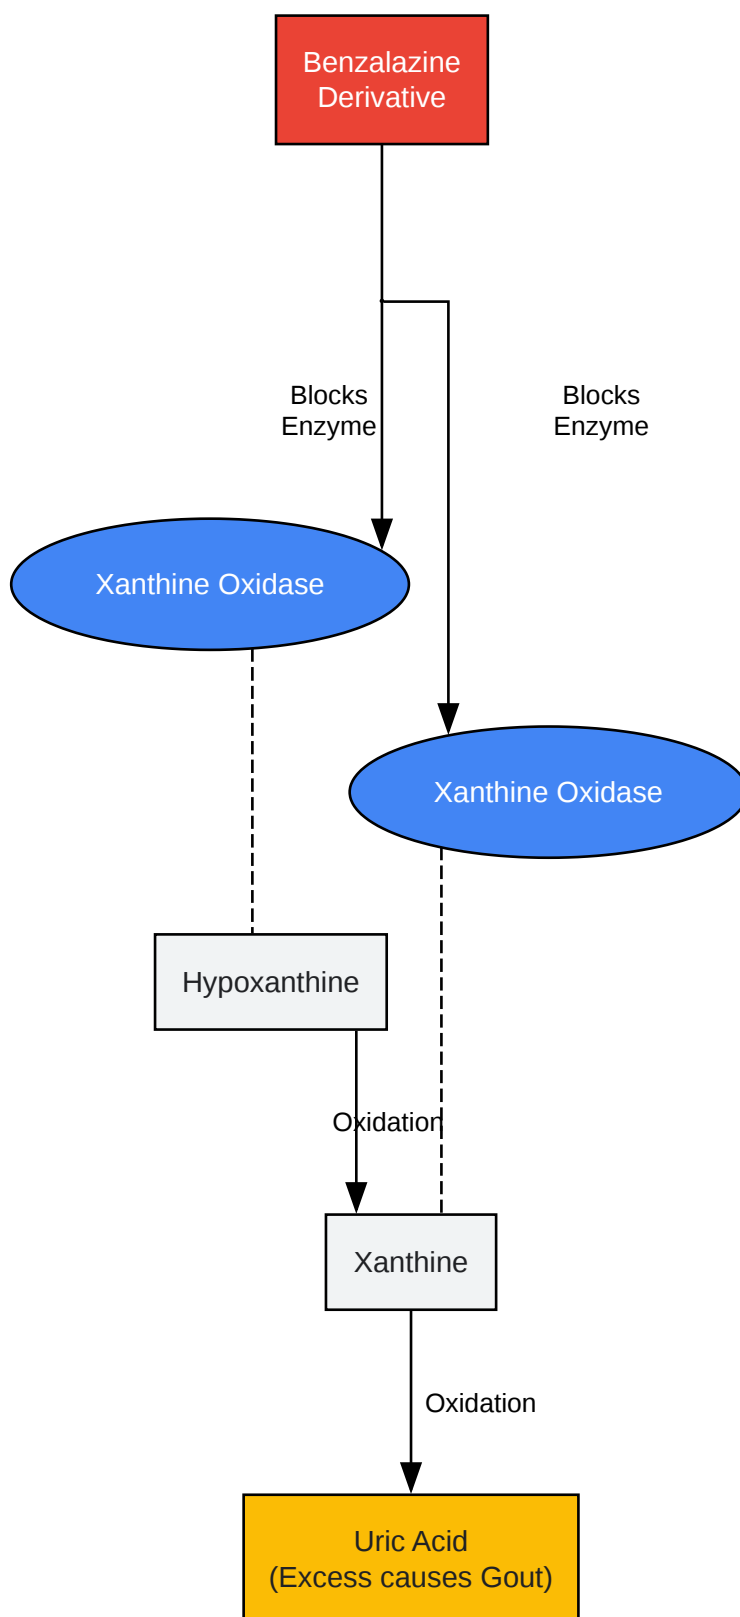 Benzalazine
Derivative
Blocks
Enzyme
Blocks
Enzyme
Xanthine Oxidase
Xanthine Oxidase
Hypoxanthine
Oxidation
Xanthine
Oxidation
Uric Acid
(Excess causes Gout)